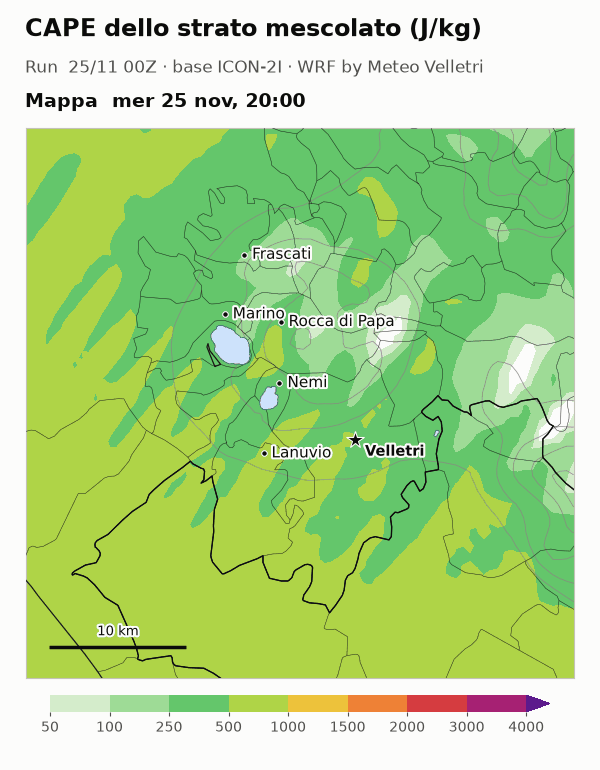 CAPE dello strato mescolato (J/kg)
Run 25/11 00Z · base ICON-2I · WRF by Meteo Velletri
Mappa mer 25 nov, 20:00
Frascati
Marino
Rocca di Papa
Nemi
Velletri
Lanuvio
10 km
50 100 250 500 1000 1500 2000 3000 4000